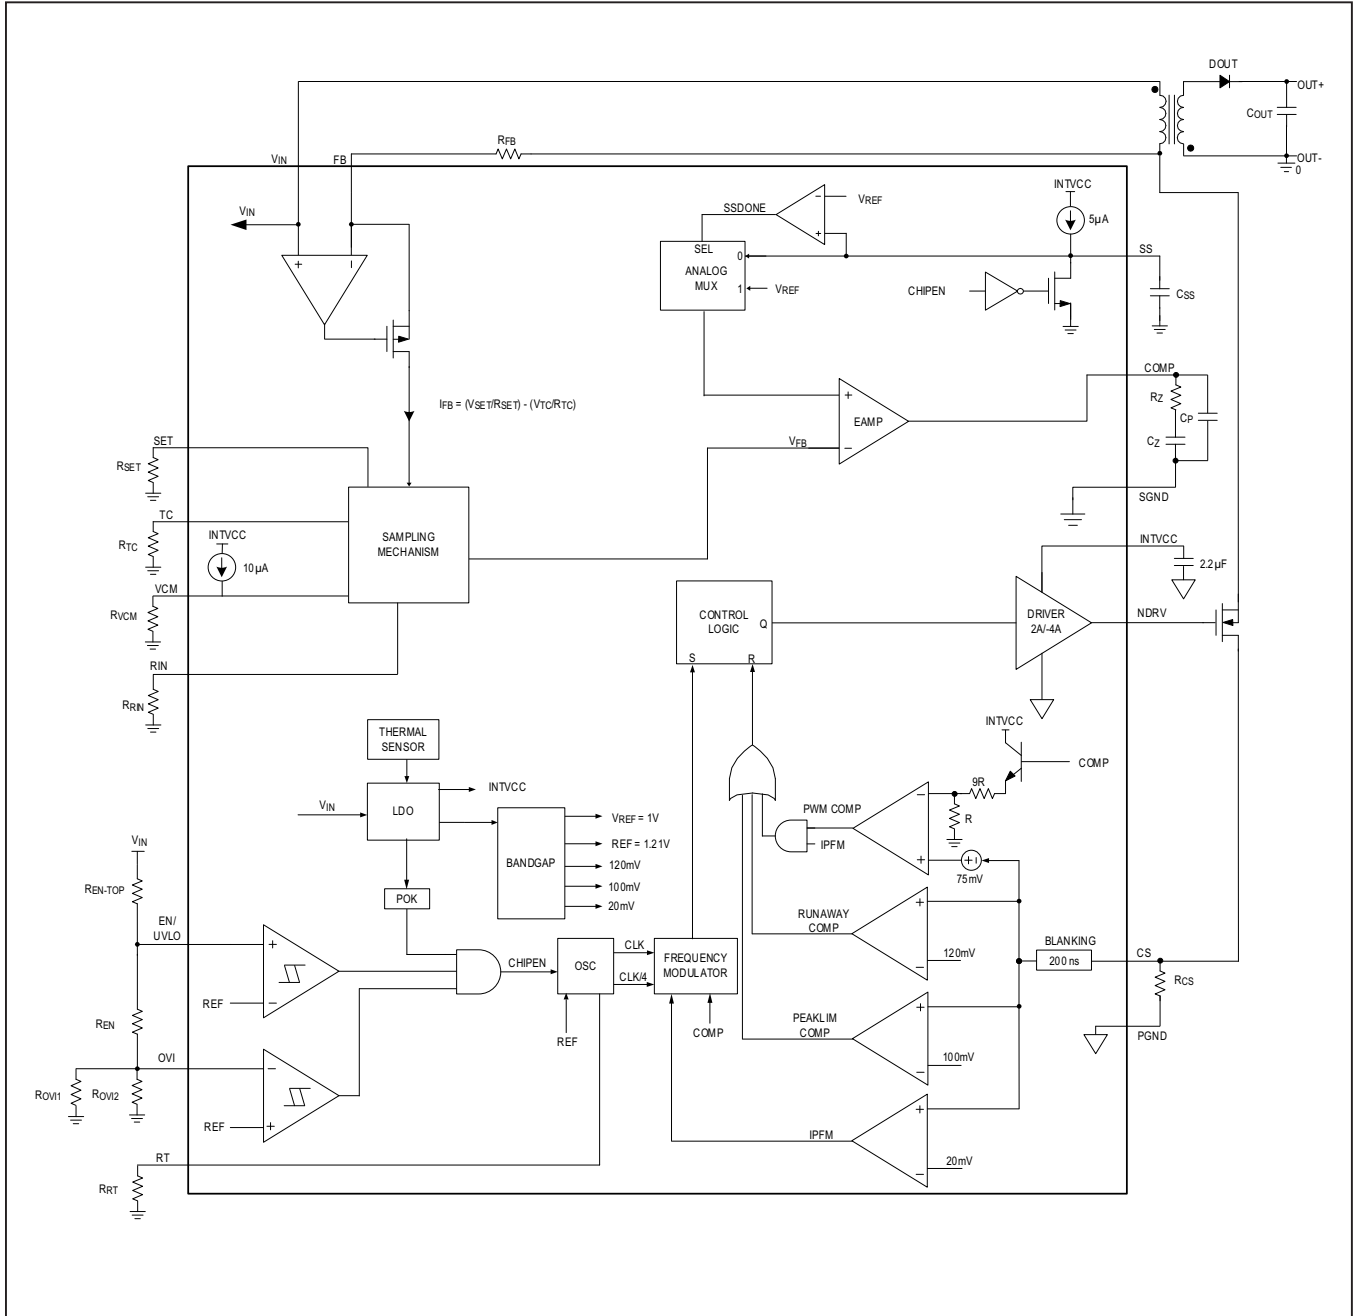 DOUT
OUT+
COUT
OUT-
0
RFB
VIN
FB
VIN
+
–
IFB = (VSET/RSET) - (VTC/RTC)
SSDONE
–
+
VREF
INTVCC
5µA
SEL
ANALOG
MUX
0
1
VREF
SS
CSS
CHIPEN
COMP
RZ
CP
CZ
SGND
+
EAMP
–
VFB
SET
RSET
TC
RTC
INTVCC
10µA
VCM
RVCM
RIN
RRIN
SAMPLING
MECHANISM
INTVCC
2.2µF
CONTROL
LOGIC
Q
S
R
DRIVER
2A/-4A
NDRV
THERMAL
SENSOR
VIN
LDO
INTVCC
BANDGAP
VREF = 1V
REF = 1.21V
120mV
100mV
20mV
POK
INTVCC
COMP
9R
R
PWM COMP
IPFM
–
+
+ –
75mV
VIN
REN-TOP
EN/
UVLO
+
–
REF
REN
OVI
ROVI1
ROVI2
–
+
REF
RT
RRT
CHIPEN
OSC
REF
CLK
CLK/4
FREQUENCY
MODULATOR
COMP
RUNAWAY
COMP
+
–
120mV
BLANKING
200 ns
CS
RCS
PGND
PEAKLIM
COMP
+
–
100mV
IPFM
+
–
20mV